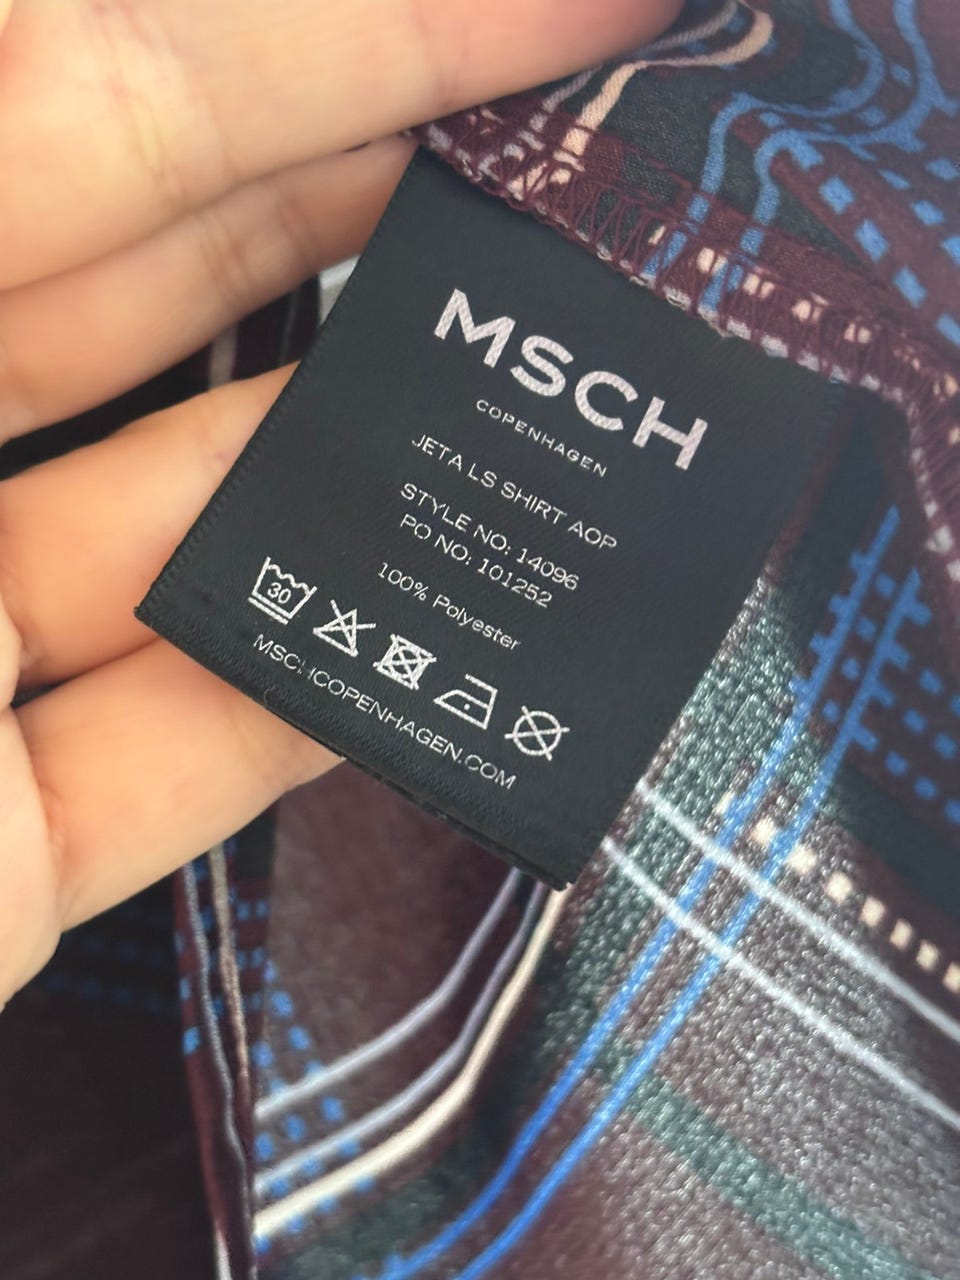 MSCH
COPENHAGEN
JETA LS SHIRT AOP
STYLE NO: 14096
PO NO: 101252
100% Polyester
30
MSCHCOPENHAGEN.COM